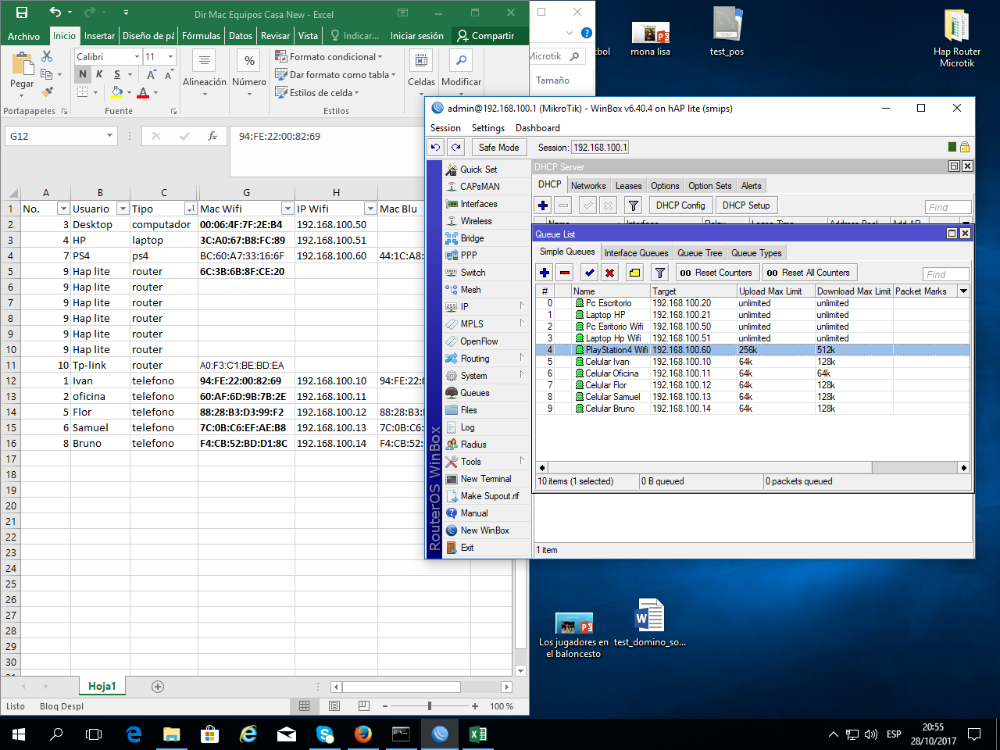 Dir Mac Equipos Casa New - Excel
Archivo Inicio Insertar Diseño de pá Fórmulas Datos Revisar Vista Indicar... Iniciar sesión Compartir
Pegar
Calibri 11
N K S
Alineación
Número
Formato condicional
Dar formato como tabla
Estilos de celda
Celdas
Modificar
Portapapeles Fuente Estilos
G12 fx 94:FE:22:00:82:69
A B C G H
1 No. Usuario Tipo Mac Wifi IP Wifi Mac Blu
2 3 Desktop computador 00:06:4F:7F:2E:B4 192.168.100.50
3 4 HP laptop 3C:A0:67:B8:FC:89 192.168.100.51
4 7 PS4 ps4 BC:60:A7:33:16:6F 192.168.100.60 44:1C:A8:
5 9 Hap lite router 6C:3B:6B:8F:CE:20
6 9 Hap lite router
7 9 Hap lite router
8 9 Hap lite router
9 9 Hap lite router
10 9 Hap lite router
11 10 Tp-link router A0:F3:C1:BE:BD:EA
12 1 Ivan telefono 94:FE:22:00:82:69 192.168.100.10 94:FE:22:0
13 2 oficina telefono 60:AF:6D:9B:7B:2E 192.168.100.11
14 5 Flor telefono 88:28:B3:D3:99:F2 192.168.100.12 88:28:B3:
15 6 Samuel telefono 7C:0B:C6:EF:AE:B8 192.168.100.13 7C:0B:C6:
16 8 Bruno telefono F4:CB:52:BD:D1:8C 192.168.100.14 F4:CB:52:
17
18
19
20
21
22
23
24
25
26
27
28
29
30
Hoja1
Listo Bloq Despl 100 %
Microtik
Tamaño
tbol
mona lisa
test_pos
Hap Router
Microtik
admin@192.168.100.1 (MikroTik) - WinBox v6.40.4 on hAP lite (smips)
Session Settings Dashboard
Safe Mode Session: 192.168.100.1
RouterOS WinBox
Quick Set
CAPsMAN
Interfaces
Wireless
Bridge
PPP
Switch
Mesh
IP
MPLS
OpenFlow
Routing
System
Queues
Files
Log
Radius
Tools
New Terminal
Make Supout.rif
Manual
New WinBox
Exit
DHCP Server
DHCP Networks Leases Options Option Sets Alerts
DHCP Config DHCP Setup Find
Name Interface Relay Lease Time Address Pool Add AR
Queue List
Simple Queues Interface Queues Queue Tree Queue Types
00 Reset Counters 00 Reset All Counters Find
# Name Target Upload Max Limit Download Max Limit Packet Marks
0 Pc Escritorio 192.168.100.20 unlimited unlimited
1 Laptop HP 192.168.100.21 unlimited unlimited
2 Pc Esritorio Wifi 192.168.100.50 unlimited unlimited
3 Laptop Hp Wifi 192.168.100.51 unlimited unlimited
4 PlayStation4 Wifi 192.168.100.60 256k 512k
5 Celular Ivan 192.168.100.10 64k 128k
6 Celular Oficina 192.168.100.11 64k 64k
7 Celular Flor 192.168.100.12 64k 128k
8 Celular Samuel 192.168.100.13 64k 128k
9 Celular Bruno 192.168.100.14 64k 128k
10 items (1 selected) 0 B queued 0 packets queued
1 item
Los jugadores en
el baloncesto
test_domino_so...
ESP
20:55
28/10/2017